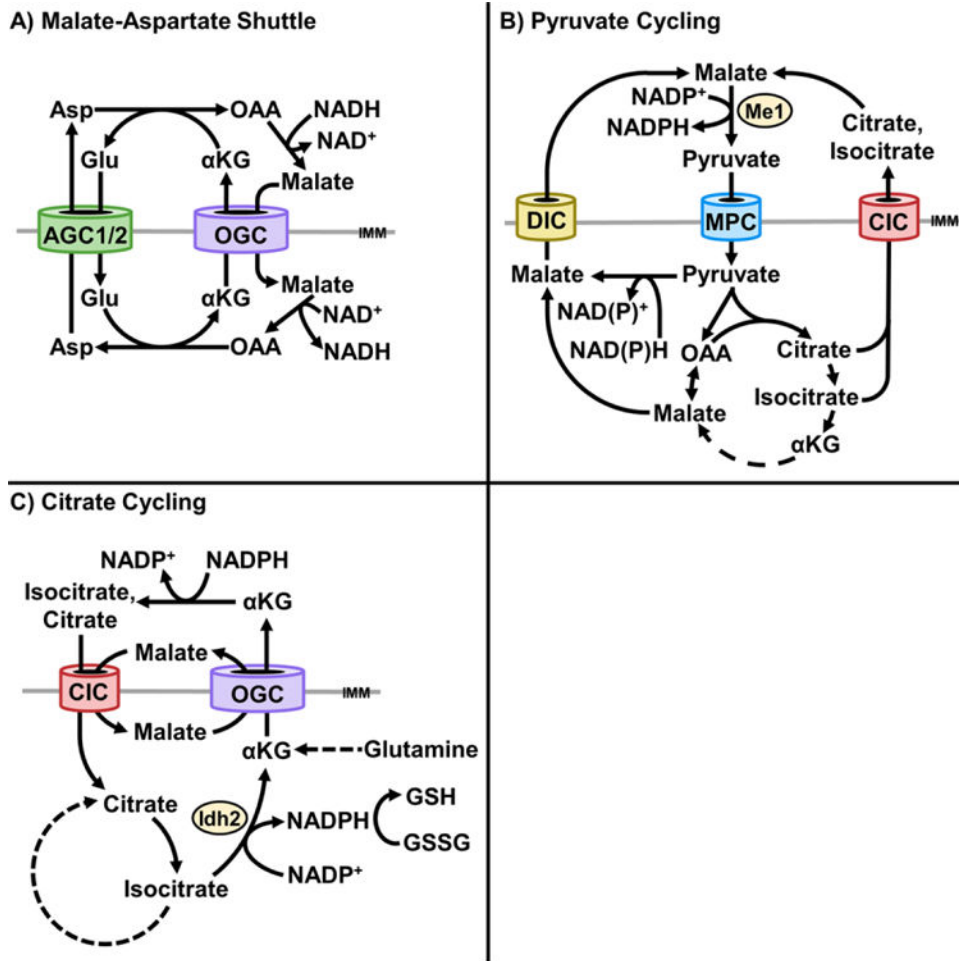 A) Malate-Aspartate Shuttle
Asp
OAA
NADH
NAD⁺
Glu
αKG
Malate
AGC1/2
OGC
IMM
Glu
αKG
Malate
NAD⁺
Asp
OAA
NADH
B) Pyruvate Cycling
Malate
NADP⁺
Me1
NADPH
Citrate,
Isocitrate
Pyruvate
DIC
MPC
CIC
IMM
Malate
Pyruvate
NAD(P)⁺
NAD(P)H
OAA
Citrate
Isocitrate
Malate
αKG
C) Citrate Cycling
NADP⁺
NADPH
Isocitrate,
Citrate
αKG
Malate
CIC
OGC
IMM
Malate
αKG
Glutamine
Citrate
Idh2
NADPH
GSH
GSSG
Isocitrate
NADP⁺